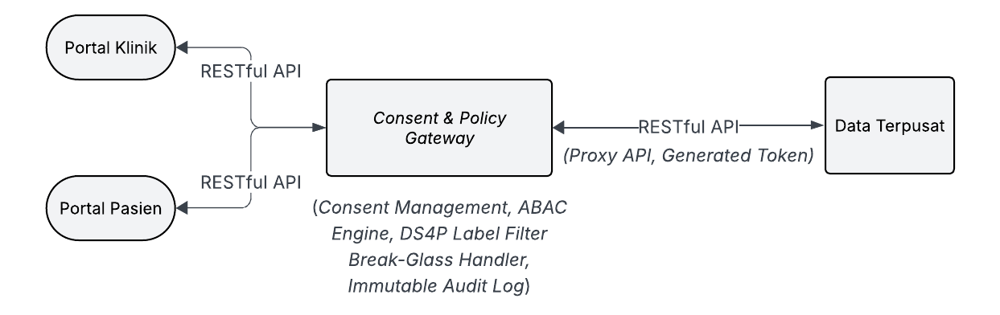 Portal Klinik
RESTful API
Consent & Policy
Gateway
RESTful API
(Proxy API, Generated Token)
Data Terpusat
RESTful API
Portal Pasien
(Consent Management, ABAC
Engine, DS4P Label Filter
Break-Glass Handler,
Immutable Audit Log)